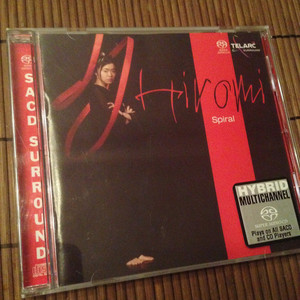 SACD SURROUND
TELARC
Hiromi
Spiral
HYBRID
MULTICHANNEL
Plays on All SACD
and CD Players